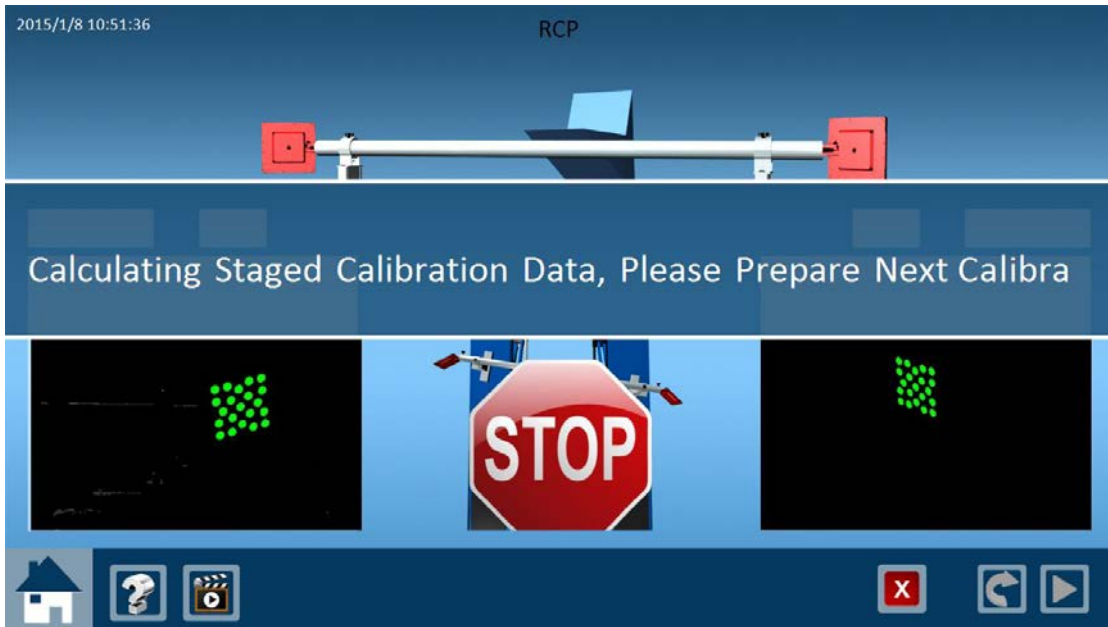 2015/1/8 10:51:36
RCP
Calculating Staged Calibration Data, Please Prepare Next Calibra
STOP
?
X